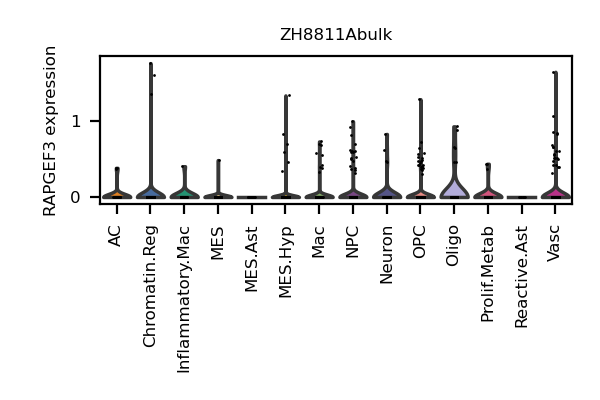 ZH8811Abulk
RAPGEF3 expression
1
0
AC
Chromatin.Reg
Inflammatory.Mac
MES
MES.Ast
MES.Hyp
Mac
NPC
Neuron
OPC
Oligo
Prolif.Metab
Reactive.Ast
Vasc